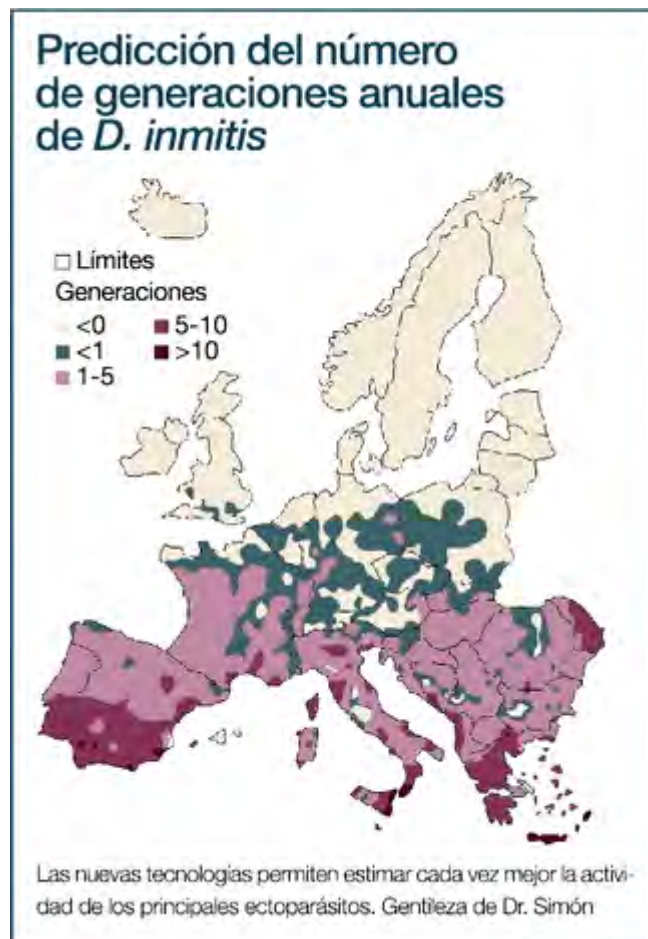 Predicción del número
de generaciones anuales
de D. inmitis
Límites
Generaciones
<0
5-10
<1
>10
1-5
Las nuevas tecnologías permiten estimar cada vez mejor la activi-
dad de los principales ectoparásitos. Gentileza de Dr. Simón